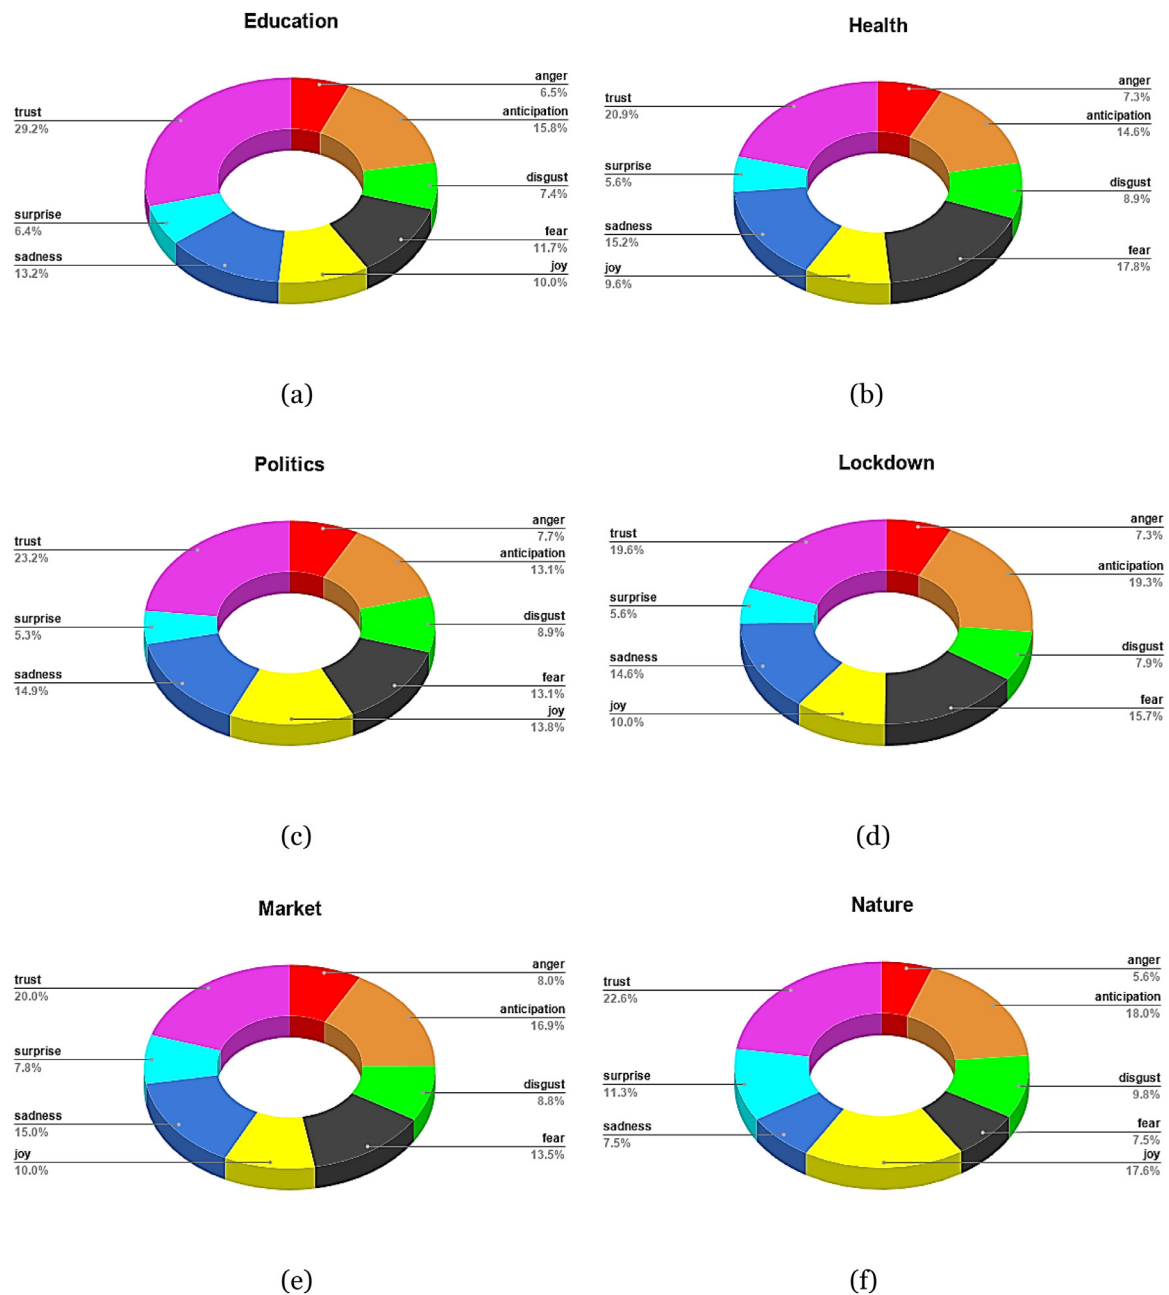 Education
anger
6.5%
anticipation
15.8%
disgust
7.4%
fear
11.7%
joy
10.0%
trust
29.2%
surprise
6.4%
sadness
13.2%
(a)
Health
anger
7.3%
anticipation
14.6%
disgust
8.9%
fear
17.8%
trust
20.9%
surprise
5.6%
sadness
15.2%
joy
9.6%
(b)
Politics
anger
7.7%
anticipation
13.1%
disgust
8.9%
fear
13.1%
joy
13.8%
trust
23.2%
surprise
5.3%
sadness
14.9%
(c)
Lockdown
anger
7.3%
anticipation
19.3%
disgust
7.9%
fear
15.7%
trust
19.6%
surprise
5.6%
sadness
14.6%
joy
10.0%
(d)
Market
anger
8.0%
anticipation
16.9%
disgust
8.8%
fear
13.5%
trust
20.0%
surprise
7.8%
sadness
15.0%
joy
10.0%
(e)
Nature
anger
5.6%
anticipation
18.0%
disgust
9.8%
fear
7.5%
joy
17.6%
trust
22.6%
surprise
11.3%
sadness
7.5%
(f)